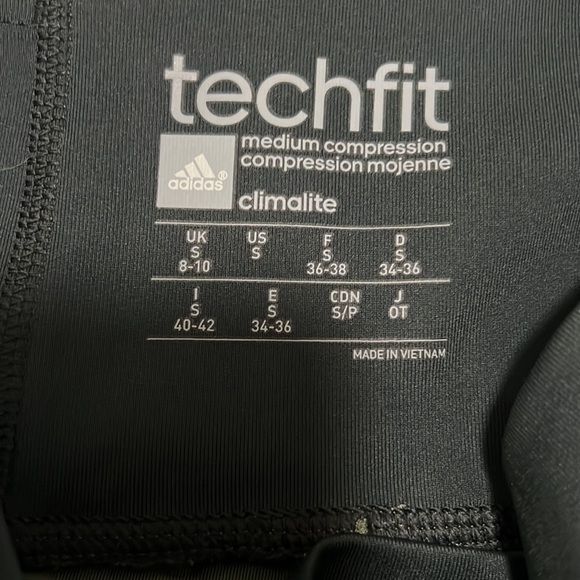 techfit
medium compression
compression mojenne
adidas®
climalite
UK US F D
S S S S
8-10 36-38 34-36
I E CDN J
S S S/P OT
40-42 34-36
MADE IN VIETNAM